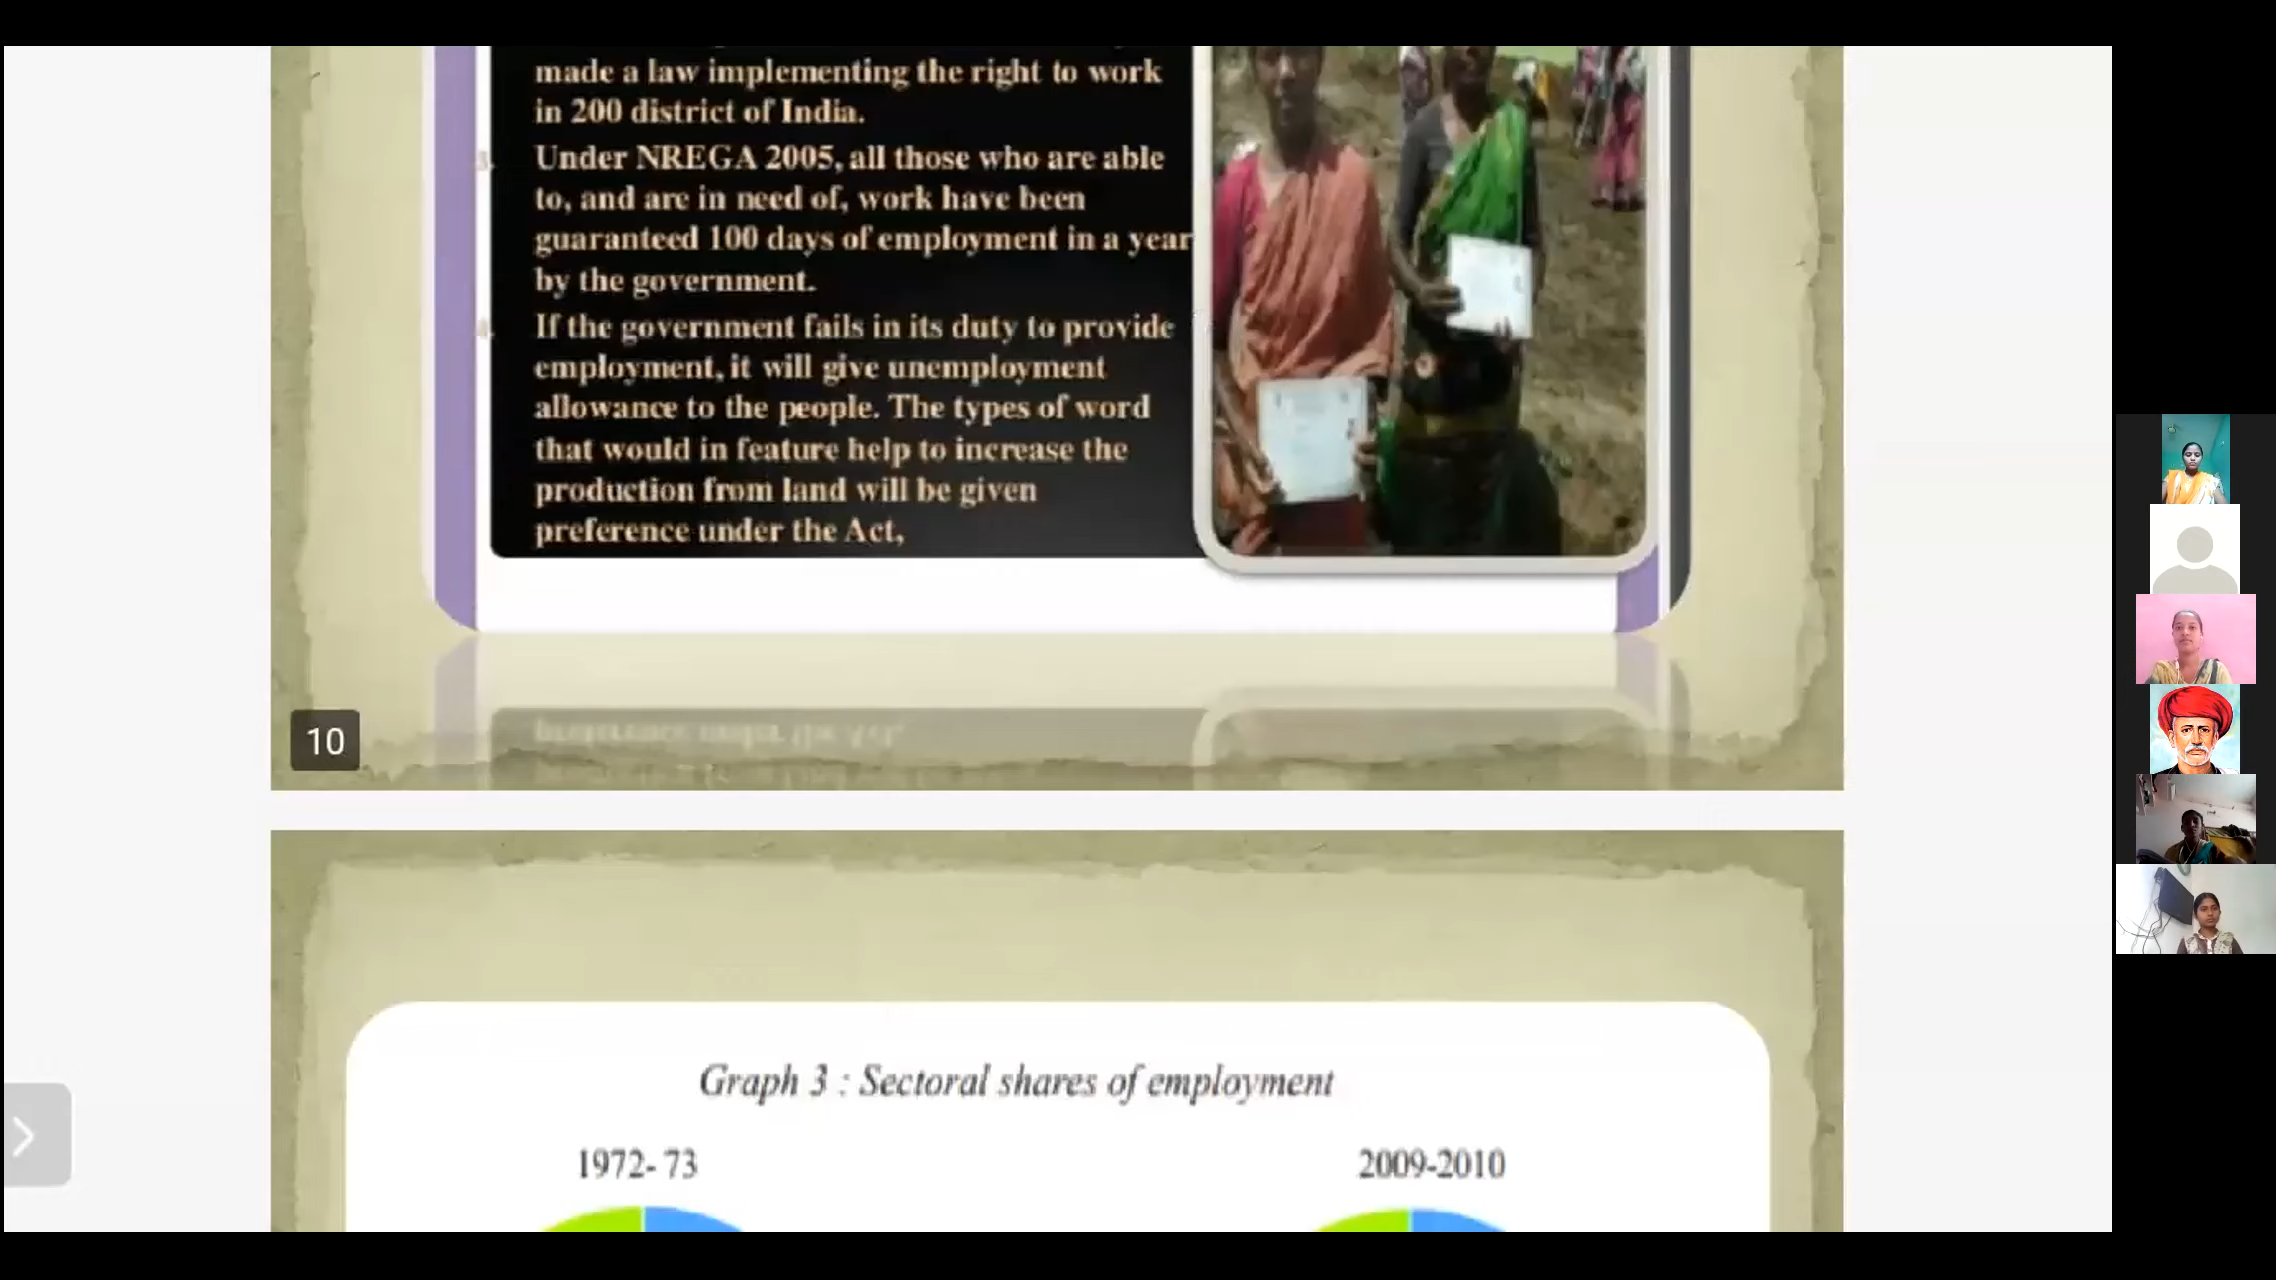 made a law implementing the right to work
in 200 district of India.
3. Under NREGA 2005, all those who are able
to, and are in need of, work have been
guaranteed 100 days of employment in a year
by the government.
4. If the government fails in its duty to provide
employment, it will give unemployment
allowance to the people. The types of word
that would in feature help to increase the
production from land will be given
preference under the Act,
10
Graph 3 : Sectoral shares of employment
1972- 73
2009-2010